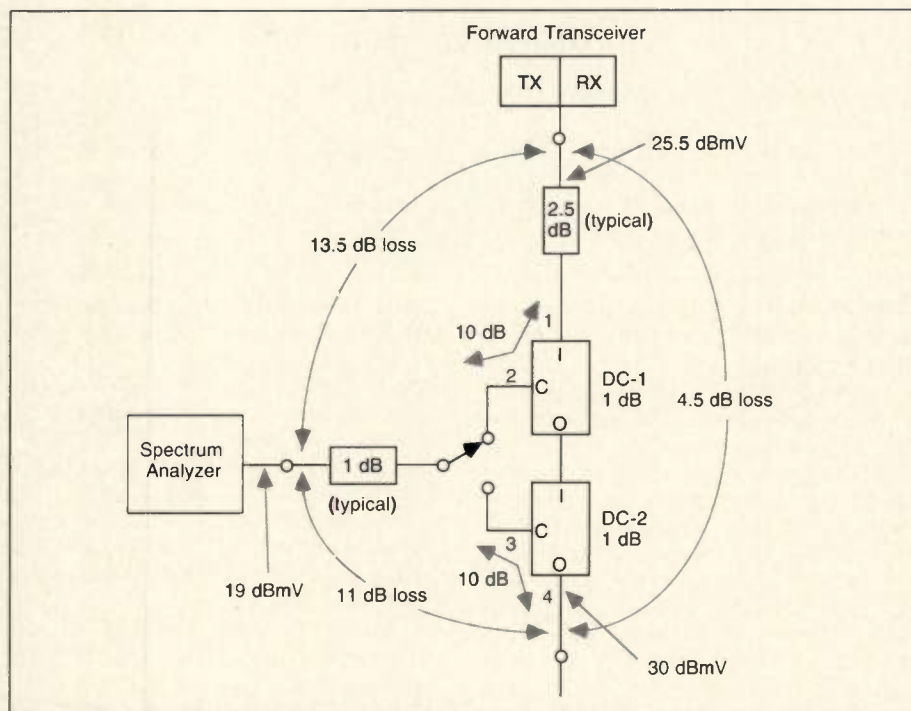 Forward Transceiver
TX RX
25.5 dBmV
2.5
dB
(typical)
13.5 dB loss
10 dB
1
I
2
C
DC-1
1 dB
4.5 dB loss
O
Spectrum
Analyzer
1 dB
(typical)
I
DC-2
1 dB
C
3
O
10 dB
4
19 dBmV
11 dB loss
30 dBmV